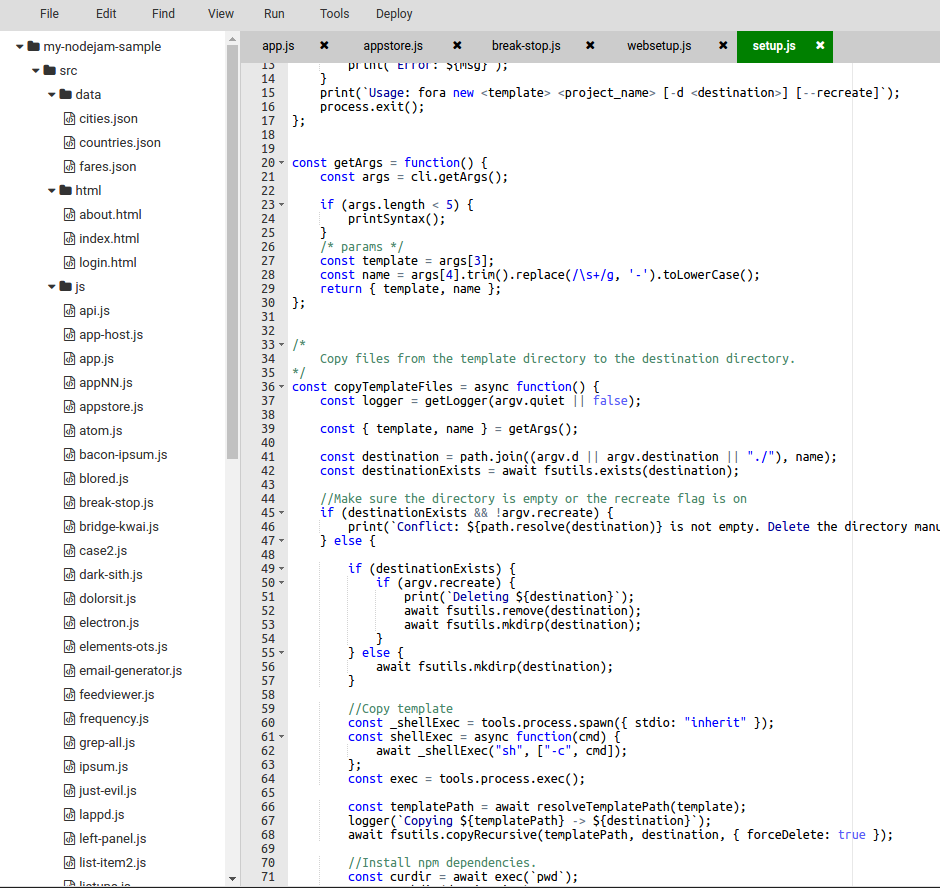 File Edit Find View Run Tools Deploy
my-nodejam-sample
src
data
cities.json
countries.json
fares.json
html
about.html
index.html
login.html
js
api.js
app-host.js
app.js
appNN.js
appstore.js
atom.js
bacon-ipsum.js
blored.js
break-stop.js
bridge-kwai.js
case2.js
dark-sith.js
dolorsit.js
electron.js
elements-ots.js
email-generator.js
feedviewer.js
frequency.js
grep-all.js
ipsum.js
just-evil.js
lappd.js
left-panel.js
list-item2.js
app.js ✖ appstore.js ✖ break-stop.js ✖ websetup.js ✖ setup.js ✖
13 print(`Error: ${msg}`);
14 }
15 print(`Usage: fora new <template> <project_name> [-d <destination>] [--recreate]`);
16 process.exit();
17 };
18
19
20 const getArgs = function() {
21 const args = cli.getArgs();
22
23 if (args.length < 5) {
24 printSyntax();
25 }
26 /* params */
27 const template = args[3];
28 const name = args[4].trim().replace(/\s+/g, '-').toLowerCase();
29 return { template, name };
30 };
31
32
33 /*
34 Copy files from the template directory to the destination directory.
35 */
36 const copyTemplateFiles = async function() {
37 const logger = getLogger(argv.quiet || false);
38
39 const { template, name } = getArgs();
40
41 const destination = path.join((argv.d || argv.destination || "./"), name);
42 const destinationExists = await fsutils.exists(destination);
43
44 //Make sure the directory is empty or the recreate flag is on
45 if (destinationExists && !argv.recreate) {
46 print(`Conflict: ${path.resolve(destination)} is not empty. Delete the directory manu
47 } else {
48
49 if (destinationExists) {
50 if (argv.recreate) {
51 print(`Deleting ${destination}`);
52 await fsutils.remove(destination);
53 await fsutils.mkdirp(destination);
54 }
55 } else {
56 await fsutils.mkdirp(destination);
57 }
58
59 //Copy template
60 const _shellExec = tools.process.spawn({ stdio: "inherit" });
61 const shellExec = async function(cmd) {
62 await _shellExec("sh", ["-c", cmd]);
63 };
64 const exec = tools.process.exec();
65
66 const templatePath = await resolveTemplatePath(template);
67 logger(`Copying ${templatePath} -> ${destination}`);
68 await fsutils.copyRecursive(templatePath, destination, { forceDelete: true });
69
70 //Install npm dependencies.
71 const curdir = await exec(`pwd`);